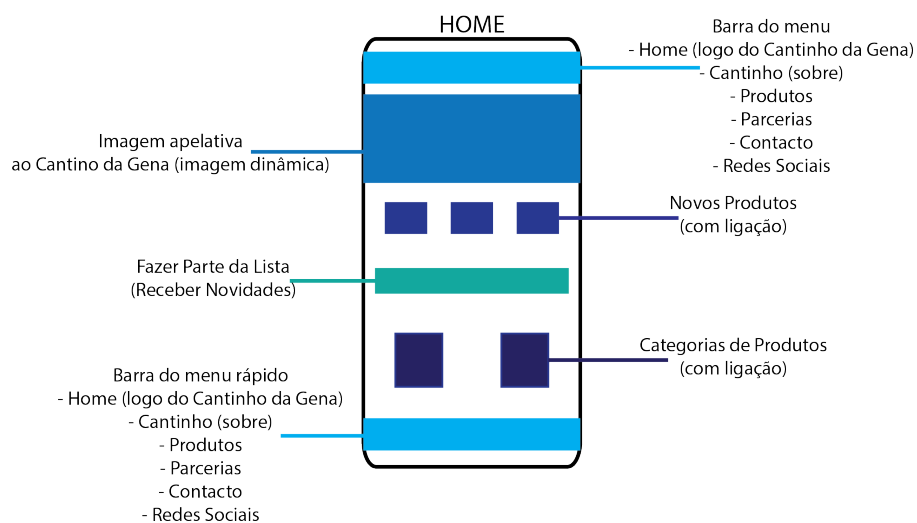 HOME
Barra do menu
- Home (logo do Cantinho da Gena)
- Cantinho (sobre)
- Produtos
- Parcerias
- Contacto
- Redes Sociais
Imagem apelativa
ao Cantino da Gena (imagem dinâmica)
Novos Produtos
(com ligação)
Fazer Parte da Lista
(Receber Novidades)
Categorias de Produtos
(com ligação)
Barra do menu rápido
- Home (logo do Cantinho da Gena)
- Cantinho (sobre)
- Produtos
- Parcerias
- Contacto
- Redes Sociais